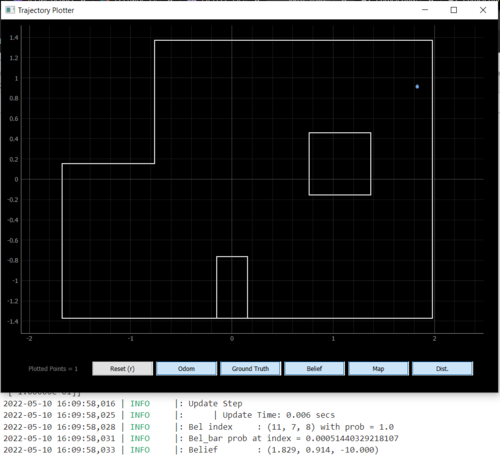 Trajectory Plotter
1.4
1.2
1
0.8
0.6
0.4
0.2
0
-0.2
-0.4
-0.6
-0.8
-1
-1.2
-1.4
-2 -1 0 1 2
Plotted Points = 1 Reset (r) Odom Ground Truth Belief Map Dist.
2022-05-10 16:09:58,016 | INFO |: Update Step
2022-05-10 16:09:58,025 | INFO |: | Update Time: 0.006 secs
2022-05-10 16:09:58,028 | INFO |: Bel index : (11, 7, 8) with prob = 1.0
2022-05-10 16:09:58,031 | INFO |: Bel_bar prob at index = 0.00051440329218107
2022-05-10 16:09:58,033 | INFO |: Belief : (1.829, 0.914, -10.000)